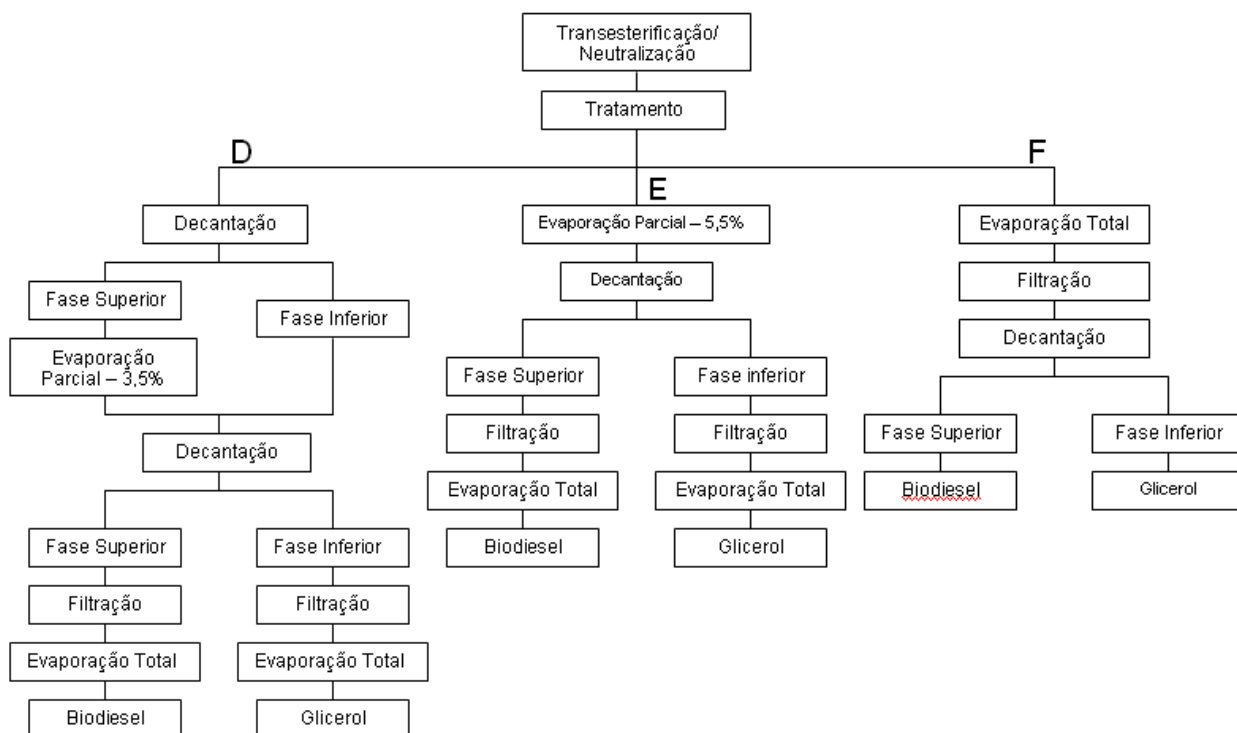 Transesterificação/
Neutralização
Tratamento
D
Decantação
Fase Superior
Fase Inferior
Evaporação
Parcial – 3,5%
Decantação
Fase Superior
Fase Inferior
Filtração
Filtração
Evaporação Total
Evaporação Total
Biodiesel
Glicerol
E
Evaporação Parcial – 5,5%
Decantação
Fase Superior
Fase inferior
Filtração
Filtração
Evaporação Total
Evaporação Total
Biodiesel
Glicerol
F
Evaporação Total
Filtração
Decantação
Fase Superior
Fase Inferior
Biodiesel
Glicerol